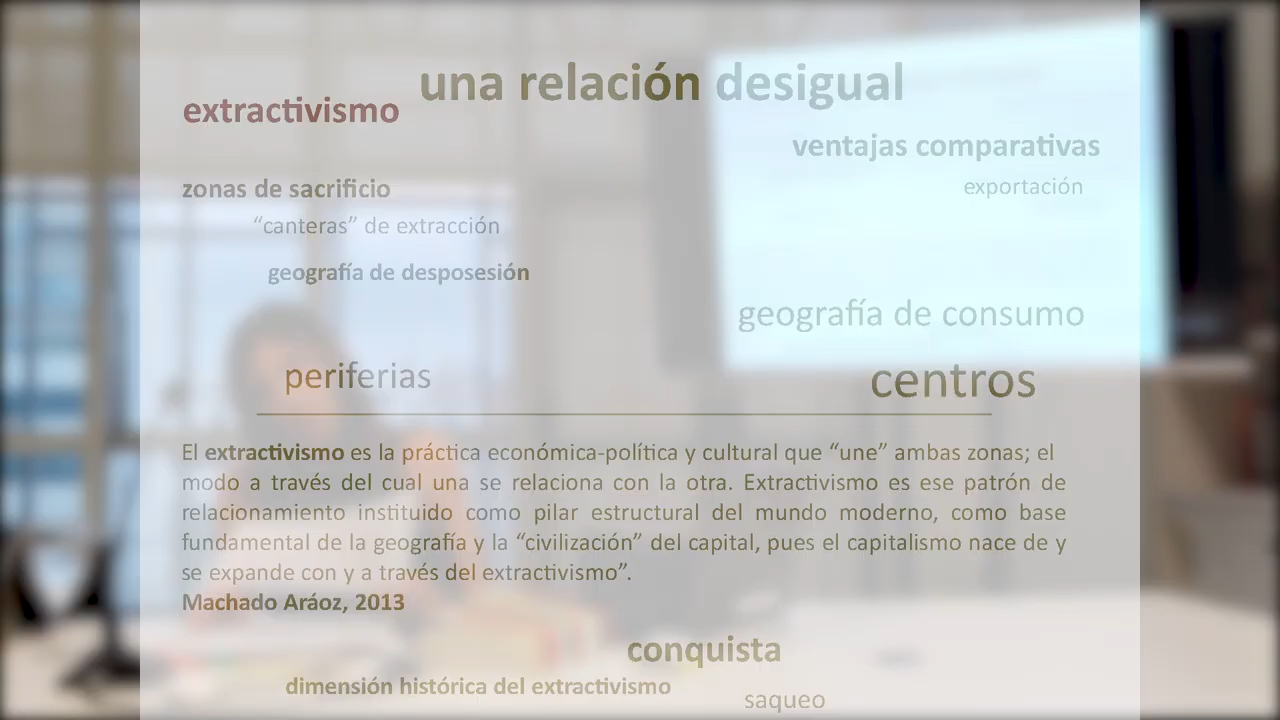 una relación desigual
extractivismo
ventajas comparativas
zonas de sacrificio
exportación
“canteras” de extracción
geografía de desposesión
geografía de consumo
periferias
centros
El extractivismo es la práctica económica-política y cultural que “une” ambas zonas; el
modo a través del cual una se relaciona con la otra. Extractivismo es ese patrón de
relacionamiento instituido como pilar estructural del mundo moderno, como base
fundamental de la geografía y la “civilización” del capital, pues el capitalismo nace de y
se expande con y a través del extractivismo”.
Machado Aráoz, 2013
conquista
dimensión histórica del extractivismo
saqueo